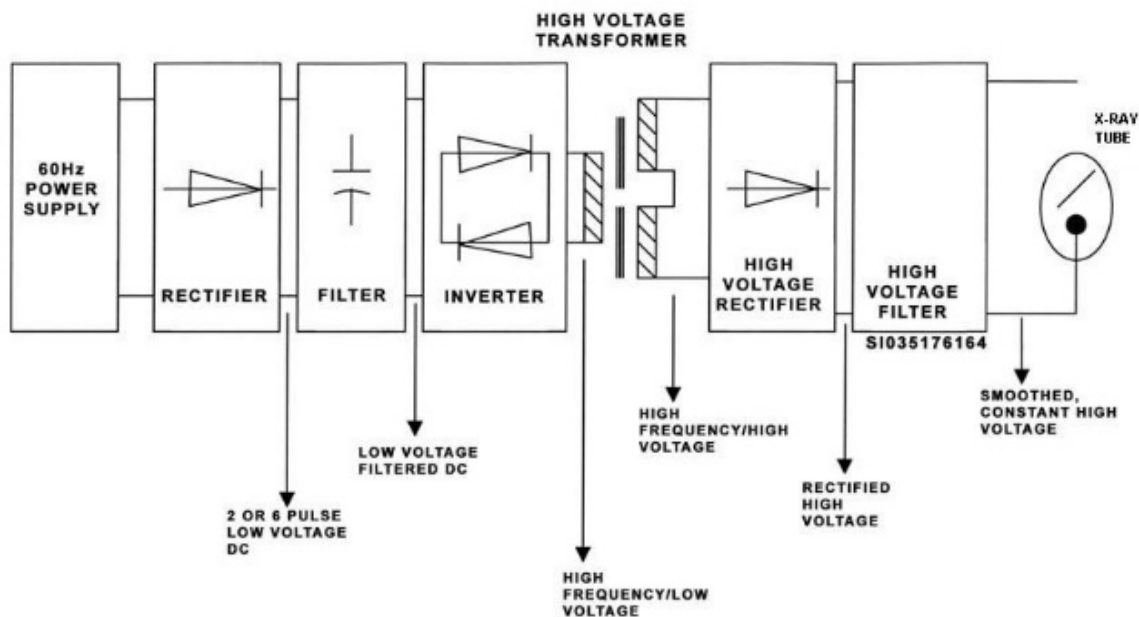 HIGH VOLTAGE
TRANSFORMER
60Hz
POWER
SUPPLY
RECTIFIER
FILTER
INVERTER
HIGH
VOLTAGE
RECTIFIER
HIGH
VOLTAGE
FILTER
SI035176164
X-RAY
TUBE
2 OR 6 PULSE
LOW VOLTAGE
DC
LOW VOLTAGE
FILTERED DC
HIGH
FREQUENCY/LOW
VOLTAGE
HIGH
FREQUENCY/HIGH
VOLTAGE
RECTIFIED
HIGH
VOLTAGE
SMOOTHED,
CONSTANT HIGH
VOLTAGE